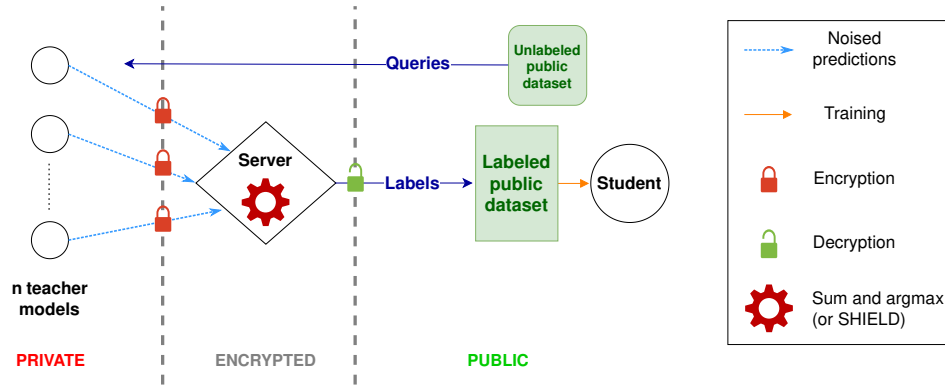 Queries
Unlabeled
public
dataset
Server
Labels
Labeled
public
dataset
Student
n teacher
models
PRIVATE
ENCRYPTED
PUBLIC
Noised
predictions
Training
Encryption
Decryption
Sum and argmax
(or SHIELD)